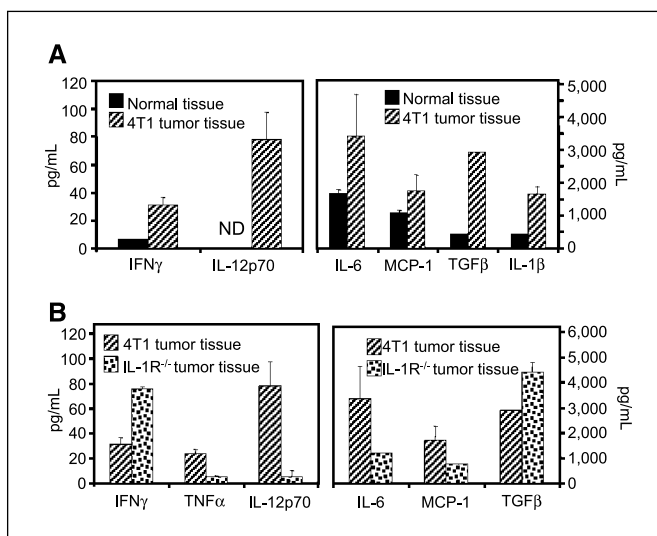 A
120
100
80
60
40
20
0
pg/mL
Normal tissue
4T1 tumor tissue
ND
IFNγ IL-12p70
Normal tissue
4T1 tumor tissue
5,000
4,000
3,000
2,000
1,000
0
pg/mL
IL-6 MCP-1 TGFβ IL-1β
B
120
100
80
60
40
20
0
pg/mL
4T1 tumor tissue
IL-1R-/- tumor tissue
IFNγ TNFα IL-12p70
4T1 tumor tissue
IL-1R-/- tumor tissue
6,000
5,000
4,000
3,000
2,000
1,000
0
pg/mL
IL-6 MCP-1 TGFβ